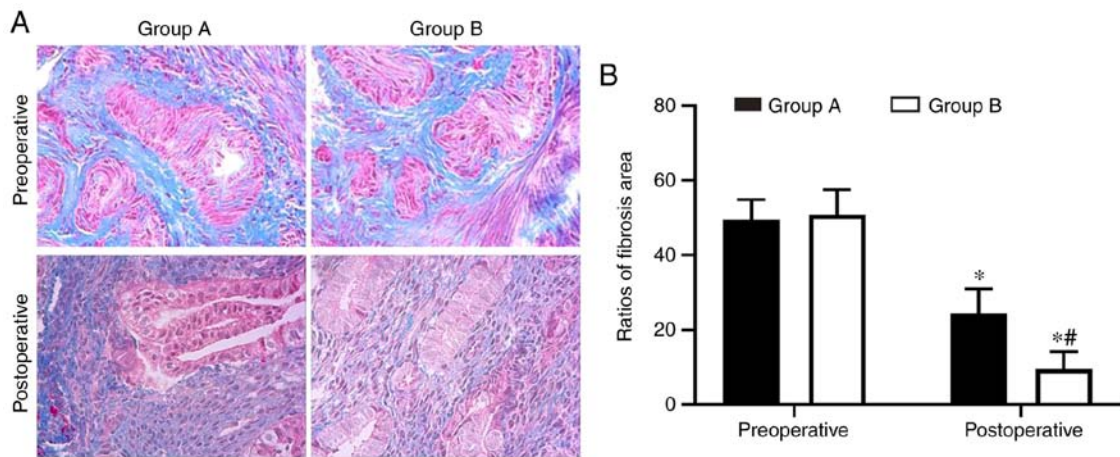 A
Group A
Group B
Preoperative
Postoperative
B
Group A
Group B
Ratios of fibrosis area
80
60
40
20
0
*
*#
Preoperative
Postoperative